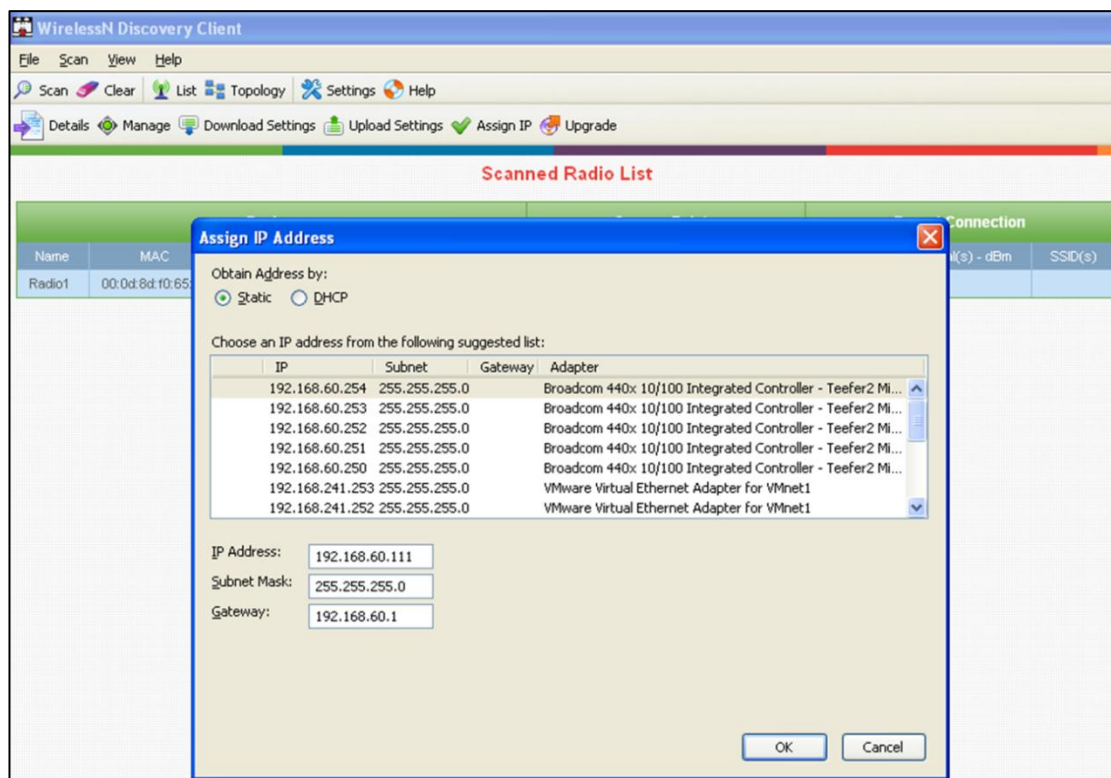 WirelessN Discovery Client
File Scan View Help
Scan Clear List Topology Settings Help
Details Manage Download Settings Upload Settings Assign IP Upgrade
Scanned Radio List
Connection
Name MAC dBm SSID(s)
Radio1 00:0d:8d:f0:65:
Assign IP Address
Obtain Address by:
Static DHCP
Choose an IP address from the following suggested list:
IP Subnet Gateway Adapter
192.168.60.254 255.255.255.0 Broadcom 440x 10/100 Integrated Controller - Teefer2 Mi...
192.168.60.253 255.255.255.0 Broadcom 440x 10/100 Integrated Controller - Teefer2 Mi...
192.168.60.252 255.255.255.0 Broadcom 440x 10/100 Integrated Controller - Teefer2 Mi...
192.168.60.251 255.255.255.0 Broadcom 440x 10/100 Integrated Controller - Teefer2 Mi...
192.168.60.250 255.255.255.0 Broadcom 440x 10/100 Integrated Controller - Teefer2 Mi...
192.168.241.253 255.255.255.0 VMware Virtual Ethernet Adapter for VMnet1
192.168.241.252 255.255.255.0 VMware Virtual Ethernet Adapter for VMnet1
IP Address: 192.168.60.111
Subnet Mask: 255.255.255.0
Gateway: 192.168.60.1
OK Cancel